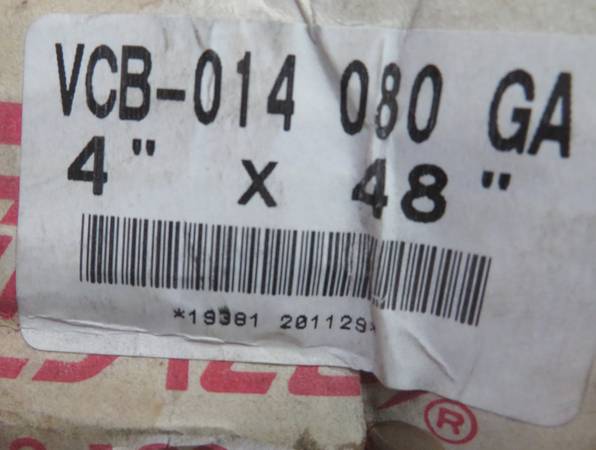 VCB-014 080 GA
4" X 48"
*19381 201129*
®